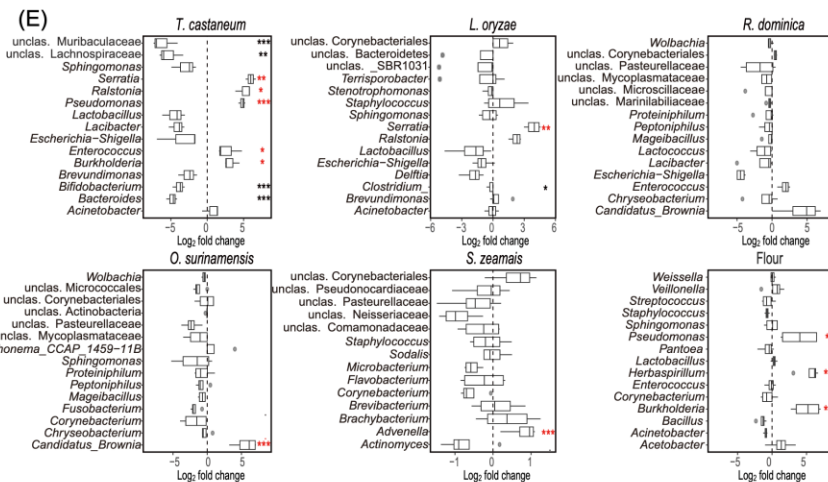 (E)
T. castaneum
unclas. Muribaculaceae ***
unclas. Lachnospiraceae **
Sphingomonas
Serratia **
Ralstonia *
Pseudomonas ***
Lactobacillus
Lacibacter
Escherichia−Shigella
Enterococcus *
Burkholderia *
Brevundimonas
Bifidobacterium ***
Bacteroides ***
Acinetobacter
−5 0 5
Log2 fold change
L. oryzae
unclas. Corynebacteriales
unclas. Bacteroidetes
unclas. _SBR1031
Terrisporobacter
Stenotrophomonas
Staphylococcus
Sphingomonas
Serratia **
Ralstonia
Lactobacillus
Escherichia−Shigella
Delftia
Clostridium_ *
Brevundimonas
Acinetobacter
−6 −3 0 3 6
Log2 fold change
R. dominica
Wolbachia
unclas. Corynebacteriales
unclas. Pasteurellaceae
unclas. Mycoplasmataceae
unclas. Microscillaceae
unclas. Marinilabiliaceae
Proteiniphilum
Peptoniphilus
Mageibacillus
Lactococcus
Lacibacter
Escherichia−Shigella
Enterococcus
Chryseobacterium
Candidatus_Brownia
−5 0 5
Log2 fold change
O. surinamensis
Wolbachia
unclas. Micrococcales
unclas. Corynebacteriales
unclas. Actinobacteria
unclas. Pasteurellaceae
unclas. Mycoplasmataceae
onema_CCAP_1459−11B
Sphingomonas
Proteiniphilum
Peptoniphilus
Mageibacillus
Fusobacterium
Corynebacterium
Chryseobacterium
Candidatus_Brownia ***
−5 0 5
Log2 fold change
S. zeamais
unclas. Corynebacteriales
unclas. Pseudonocardiaceae
unclas. Pasteurellaceae
unclas. Neisseriaceae
unclas. Comamonadaceae
Staphylococcus
Sodalis
Microbacterium
Flavobacterium
Corynebacterium
Brevibacterium
Brachybacterium
Advenella ***
Actinomyces
−1 0 1
Log2 fold change
Flour
Weissella
Veillonella
Streptococcus
Staphylococcus
Sphingomonas
Pseudomonas *
Pantoea
Lactobacillus
Herbaspirillum *
Enterococcus
Corynebacterium
Burkholderia *
Bacillus
Acinetobacter
Acetobacter
−5 0 5
Log2 fold change